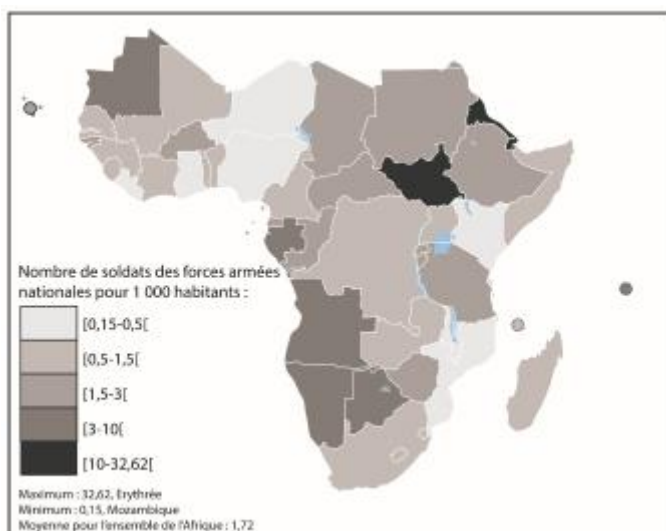 Nombre de soldats des forces armées
nationales pour 1 000 habitants :
[0,15-0,5[
[0,5-1,5[
[1,5-3[
[3-10[
[10-32,62[
Maximum : 32,62, Erythrée
Minimum : 0,15, Mozambique
Moyenne pour l'ensemble de l'Afrique : 1,72